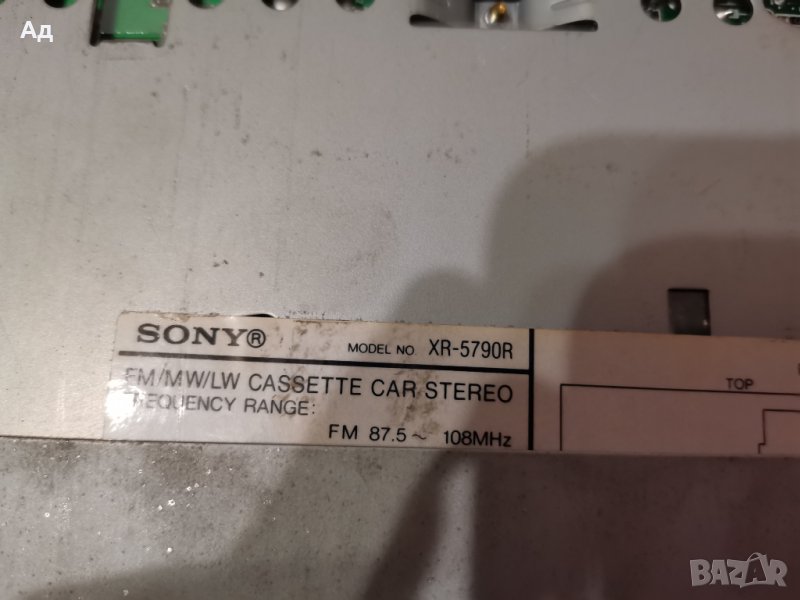 Ад
SONY®
MODEL NO. XR-5790R
FM/MW/LW CASSETTE CAR STEREO
FREQUENCY RANGE:
FM 87.5 ~ 108MHz
TOP
BAZAR